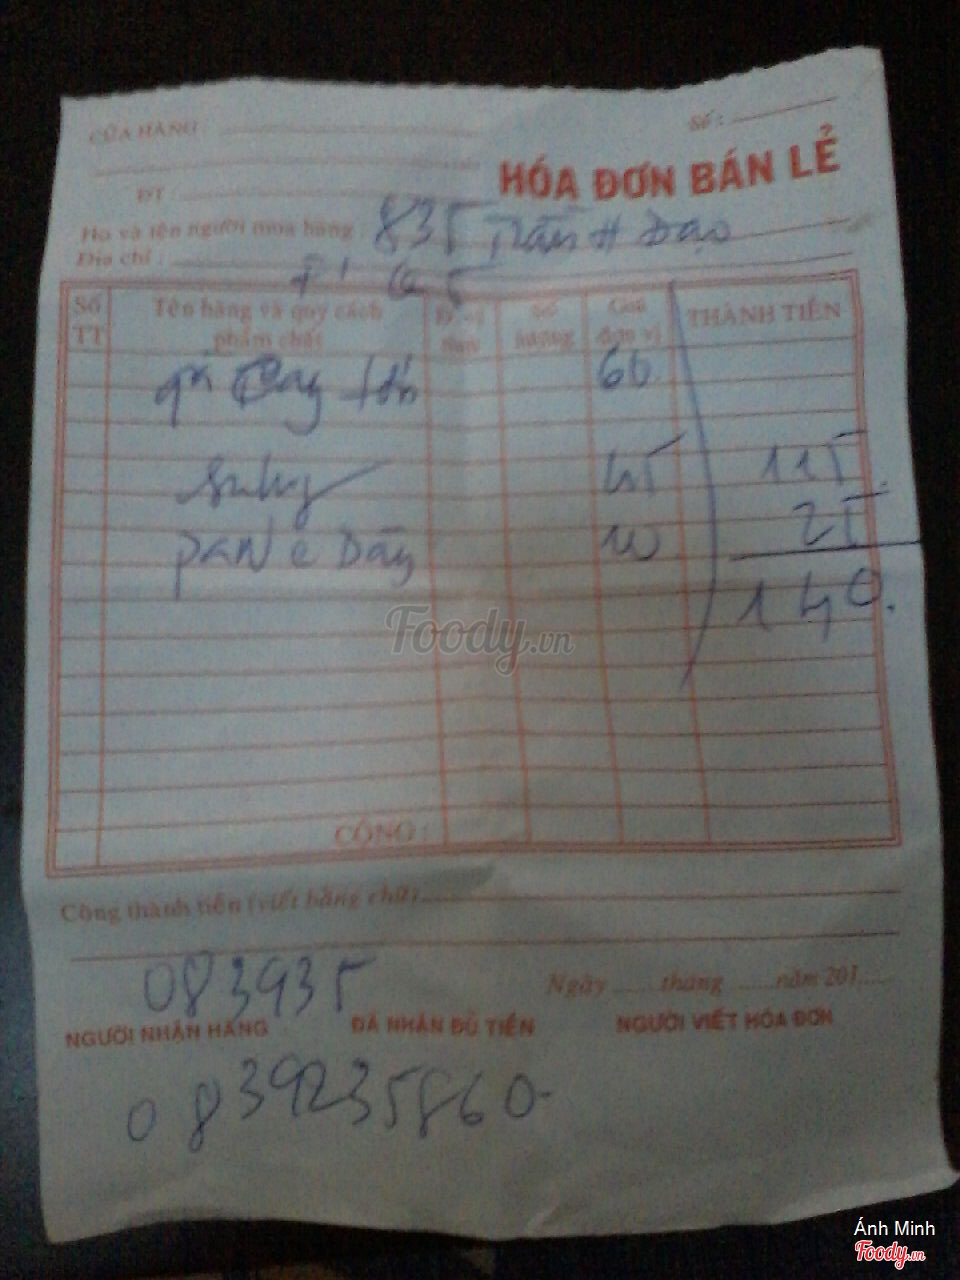 CỬA HÀNG :
Số :
HÓA ĐƠN BÁN LẺ
ĐT :
Họ và tên người mua hàng : 835 Trần H Đạo
Địa chỉ : Q5
Số TT Tên hàng và quy cách phẩm chất Đơn vị tính Số lượng Giá đơn vị THÀNH TIỀN
60
45 115
10 25
140.
Foody.vn
CỘNG :
Cộng thành tiền (viết bằng chữ)
083935
Ngày tháng năm 201
NGƯỜI NHẬN HÀNG ĐÃ NHẬN ĐỦ TIỀN NGƯỜI VIẾT HÓA ĐƠN
0839235860
Ánh Minh
Foody.vn